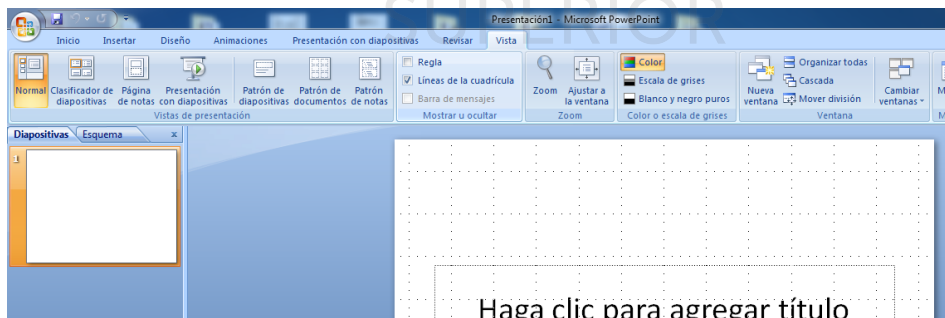 SUPERIOR
Presentación1 - Microsoft PowerPoint
Inicio Insertar Diseño Animaciones Presentación con diapositivas Revisar Vista
Normal
Clasificador de diapositivas
Página de notas
Presentación con diapositivas
Patrón de diapositivas
Patrón de documentos
Patrón de notas
Vistas de presentación
Regla
Líneas de la cuadrícula
Barra de mensajes
Mostrar u ocultar
Zoom
Ajustar a la ventana
Zoom
Color
Escala de grises
Blanco y negro puros
Color o escala de grises
Nueva ventana
Organizar todas
Cascada
Mover división
Cambiar ventanas
Ventana
M
M
Diapositivas Esquema x
1
Haga clic para agregar título